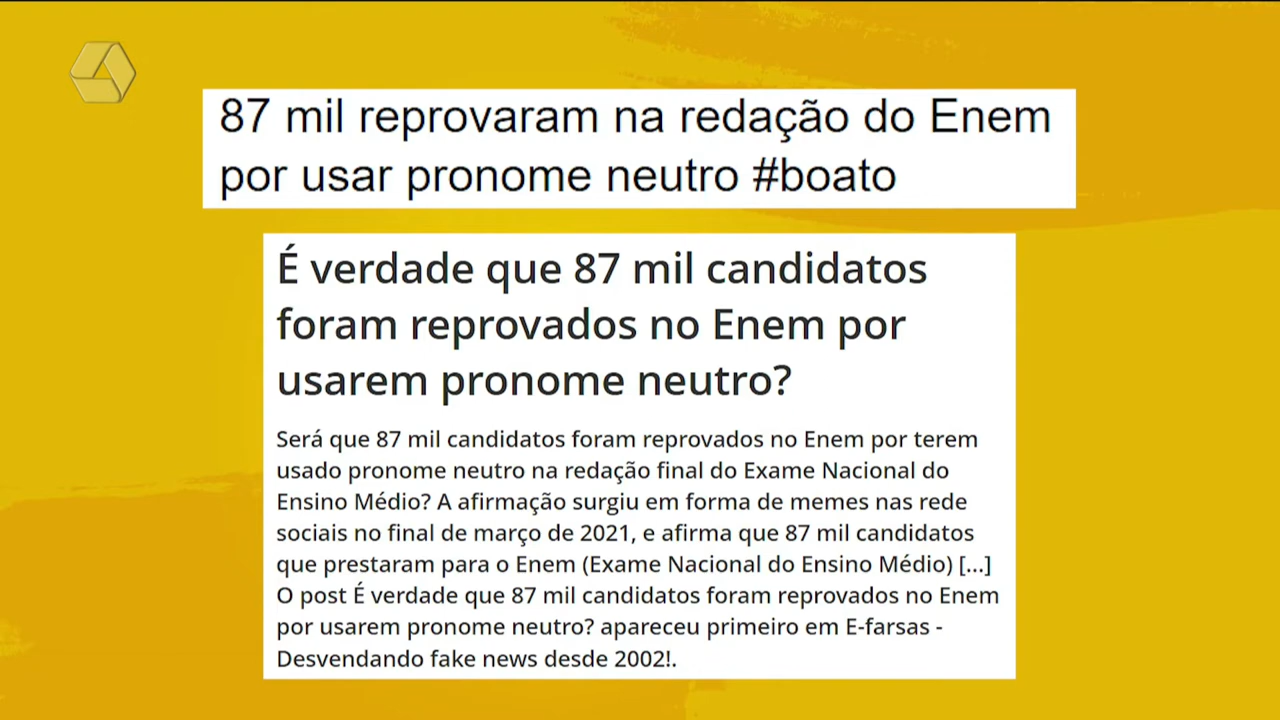 87 mil reprovaram na redação do Enem
por usar pronome neutro #boato
É verdade que 87 mil candidatos
foram reprovados no Enem por
usarem pronome neutro?
Será que 87 mil candidatos foram reprovados no Enem por terem
usado pronome neutro na redação final do Exame Nacional do
Ensino Médio? A afirmação surgiu em forma de memes nas rede
sociais no final de março de 2021, e afirma que 87 mil candidatos
que prestaram para o Enem (Exame Nacional do Ensino Médio) [...]
O post É verdade que 87 mil candidatos foram reprovados no Enem
por usarem pronome neutro? apareceu primeiro em E-farsas -
Desvendando fake news desde 2002!.